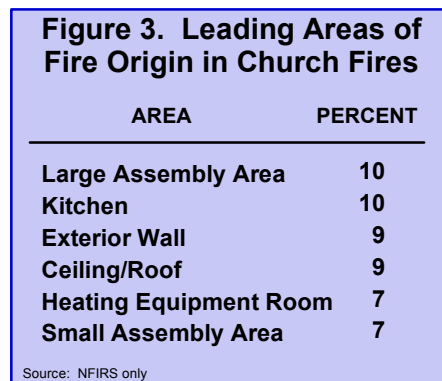 Figure 3. Leading Areas of
Fire Origin in Church Fires
AREA PERCENT
Large Assembly Area 10
Kitchen 10
Exterior Wall 9
Ceiling/Roof 9
Heating Equipment Room 7
Small Assembly Area 7
Source: NFIRS only